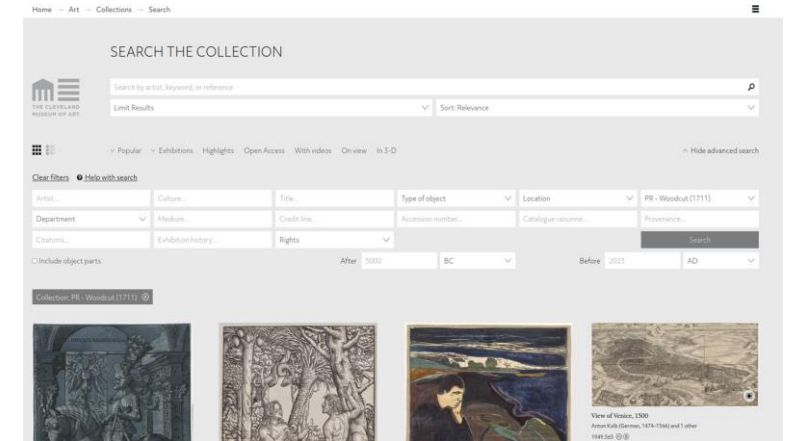 Home → Art → Collections → Search
SEARCH THE COLLECTION
THE CLEVELAND
MUSEUM OF ART
Search by artist, keyword, or reference
Limit Results
Sort: Relevance
Popular Exhibitions Highlights Open Access With videos On view In 3-D
Hide advanced search
Clear filters Help with search
Artist... Culture... Title... Type of object Location PR - Woodcut (1711)
Department Medium... Credit line... Accession number... Catalogue raisonné... Provenance...
Citations... Exhibition history... Rights Search
Include object parts After 5000 BC Before 2023 AD
Collection: PR - Woodcut (1711)
View of Venice, 1500
Anton Kolb (German, 1474–1566) and 1 other
1949.565